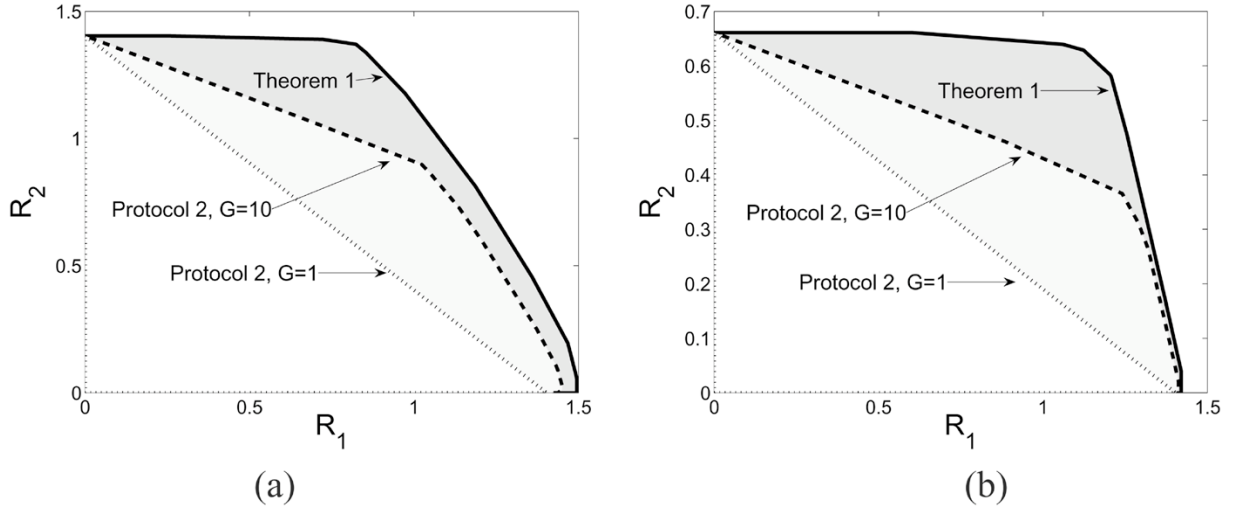 1.5
1
0.5
0
R2
0
0.5
1
1.5
R1
Theorem 1
Protocol 2, G=10
Protocol 2, G=1
(a)
0.7
0.6
0.5
0.4
0.3
0.2
0.1
0
R2
0
0.5
1
1.5
R1
Theorem 1
Protocol 2, G=10
Protocol 2, G=1
(b)